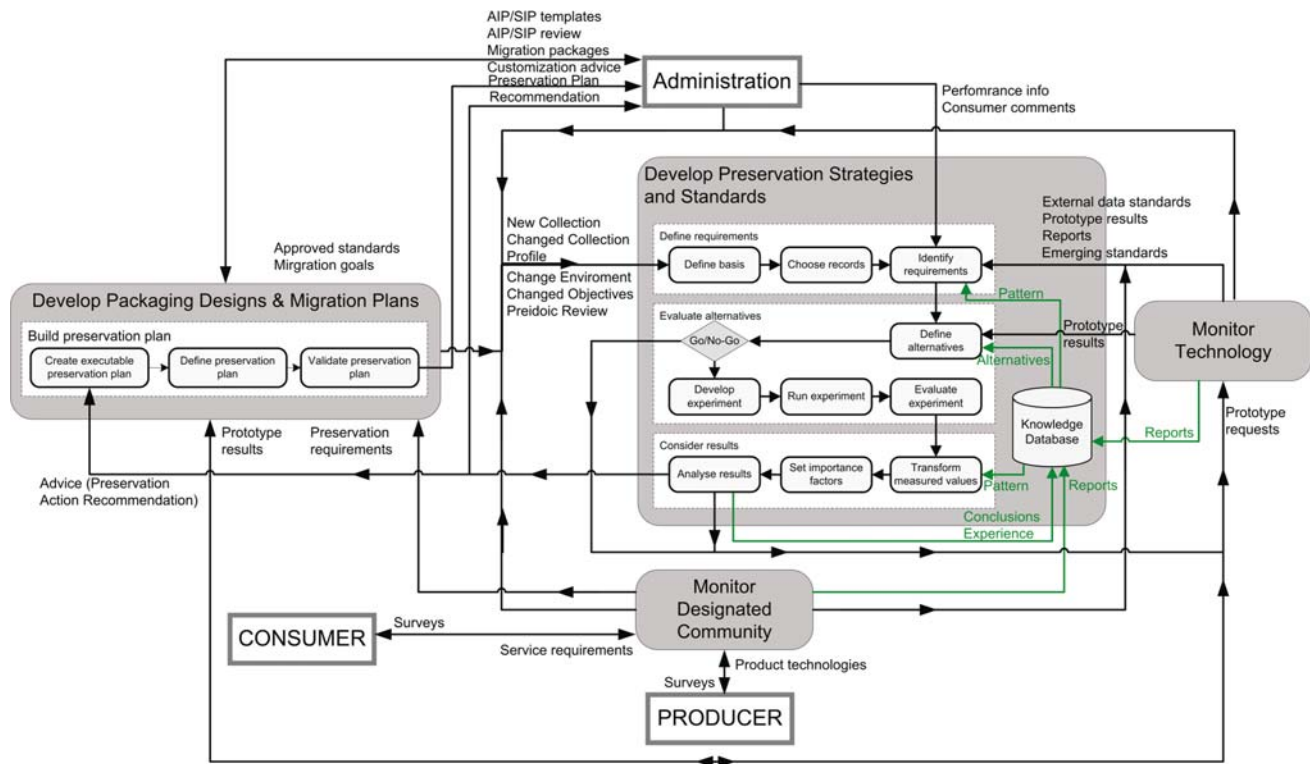 AIP/SIP templates
AIP/SIP review
Migration packages
Customization advice
Preservation Plan
Recommendation
Administration
Perfomrance info
Consumer comments
Develop Preservation Strategies
and Standards
External data standards
Prototype results
Reports
Emerging standards
New Collection
Changed Collection
Profile
Change Enviroment
Changed Objectives
Preidoic Review
Define requirements
Define basis
Choose records
Identify
requirements
Approved standards
Mirgration goals
Develop Packaging Designs & Migration Plans
Build preservation plan
Create executable
preservation plan
Define preservation
plan
Validate preservation
plan
Pattern
Evaluate alternatives
Go/No-Go
Define
alternatives
Prototype
results
Alternatives
Monitor
Technology
Develop
experiment
Run experiment
Evaluate
experiment
Knowledge
Database
Reports
Prototype
requests
Prototype
results
Preservation
requirements
Consider results
Analyse results
Set importance
factors
Transform
measured values
Pattern
Reports
Advice (Preservation
Action Recommendation)
Conclusions
Experience
Monitor
Designated
Community
CONSUMER
Surveys
Service requirements
Product technologies
Surveys
PRODUCER